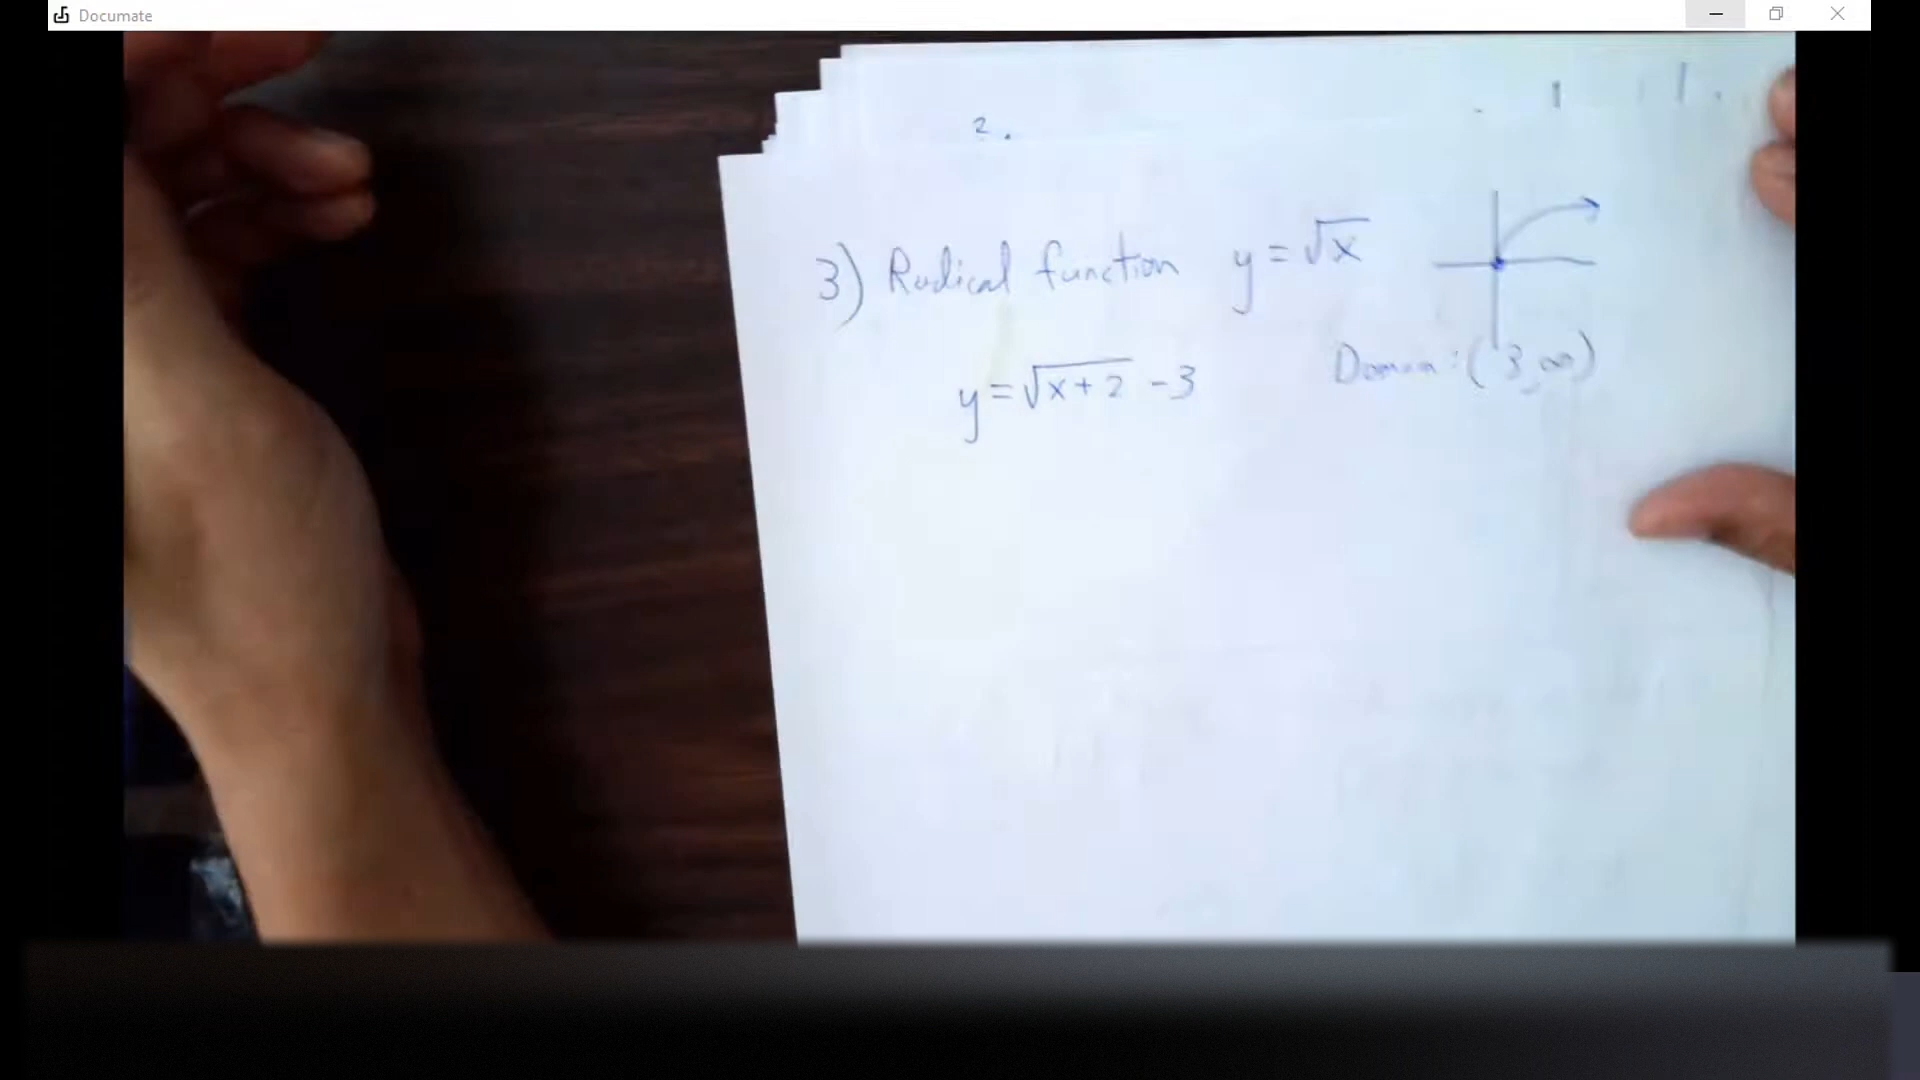 Documate
2.
3) Radical function y = √x
Domain: (3, ∞)
y = √x+2 - 3